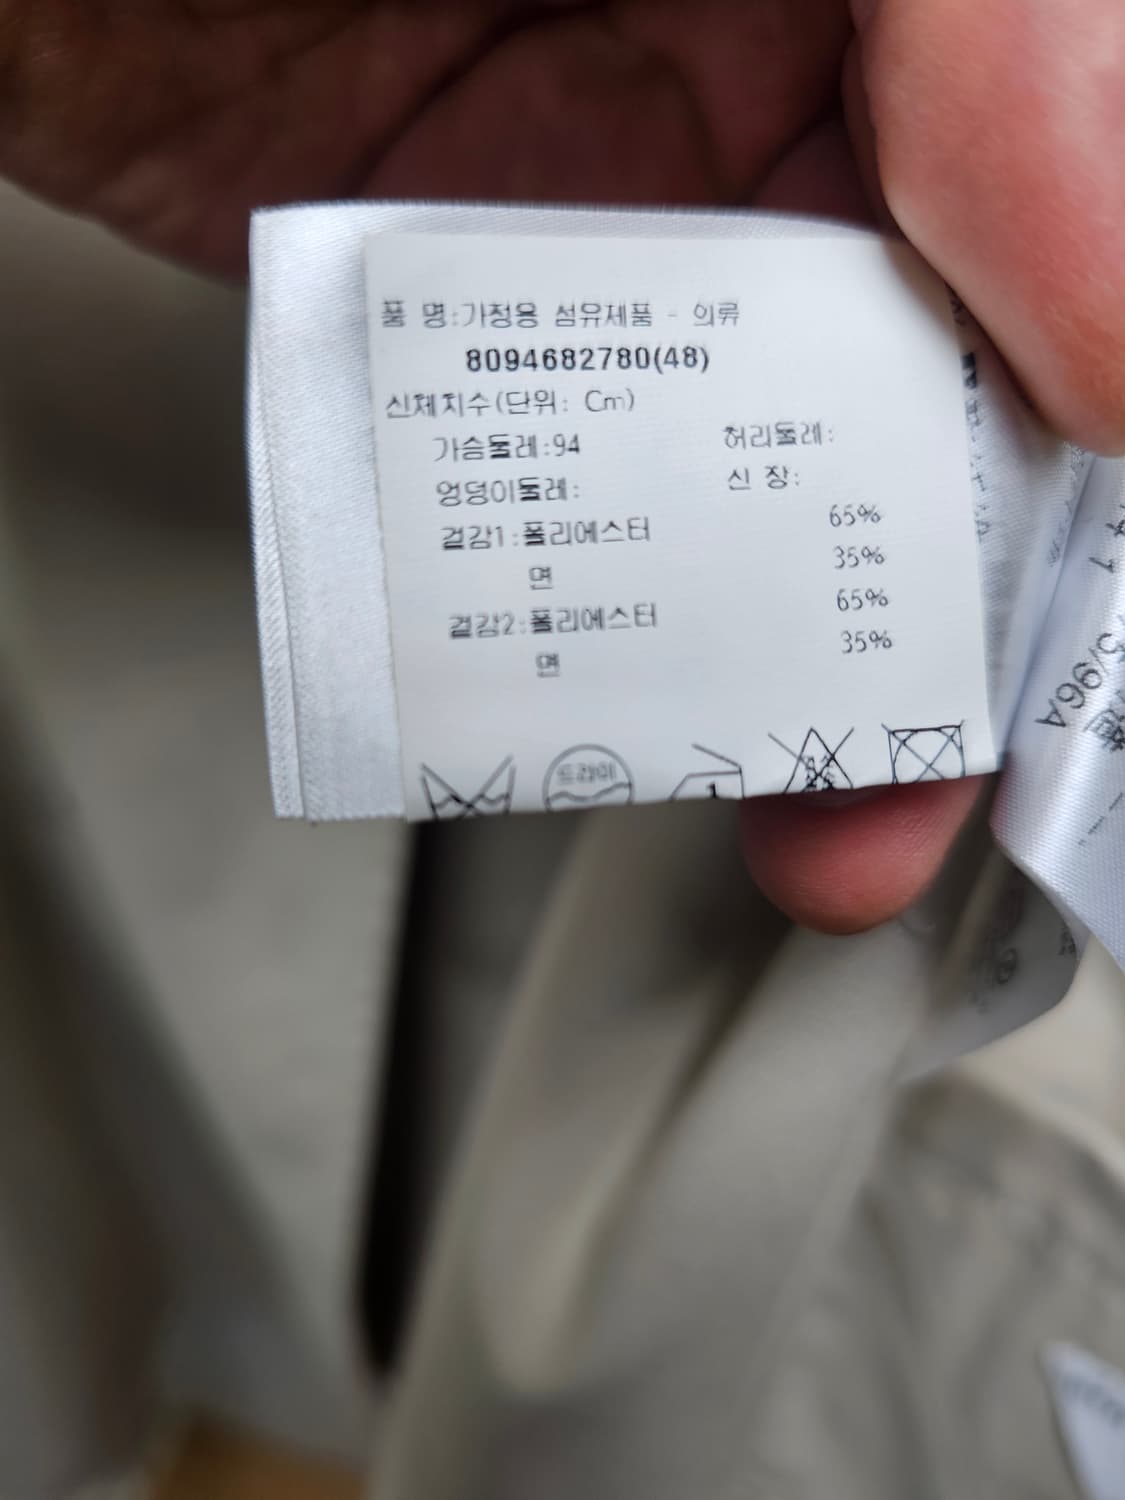 품 명:가정용 섬유제품 - 의류
8094682780(48)
신체치수(단위: Cm)
가슴둘레:94 허리둘레:
엉덩이둘레: 신 장:
겉감1:폴리에스터 65%
면 35%
겉감2:폴리에스터 65%
면 35%
드라이
5/96A